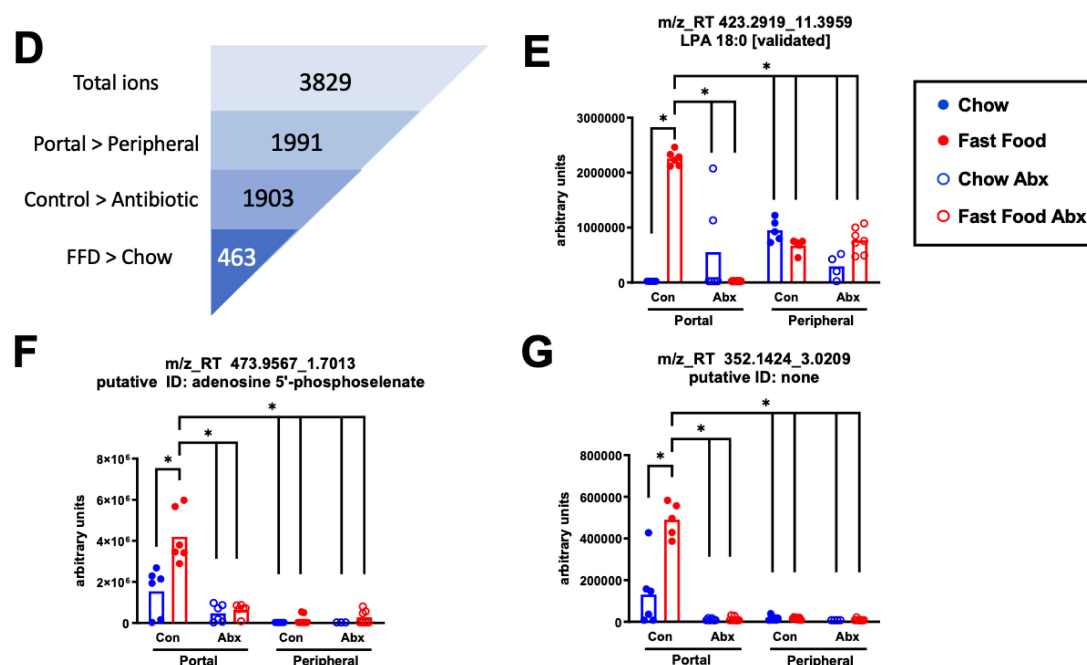 D
Total ions 3829
Portal > Peripheral 1991
Control > Antibiotic 1903
FFD > Chow 463
E
m/z_RT 423.2919_11.3959
LPA 18:0 [validated]
*
*
*
3000000
2000000
1000000
0
arbitrary units
Con Abx Con Abx
Portal Peripheral
Chow
Fast Food
Chow Abx
Fast Food Abx
F
m/z_RT 473.9567_1.7013
putative ID: adenosine 5'-phosphoselenate
*
*
*
8×10⁶
6×10⁶
4×10⁶
2×10⁶
0
arbitrary units
Con Abx Con Abx
Portal Peripheral
G
m/z_RT 352.1424_3.0209
putative ID: none
*
*
*
800000
600000
400000
200000
0
arbitrary units
Con Abx Con Abx
Portal Peripheral